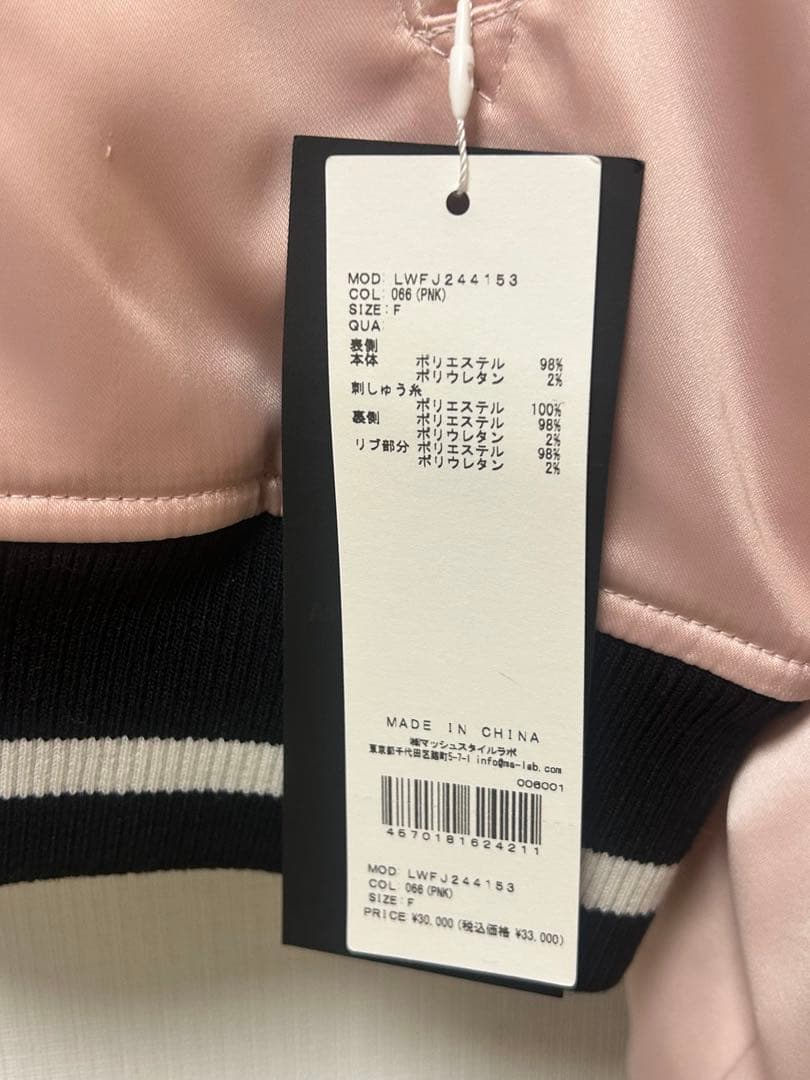 MOD: LWFJ244153
COL: 066(PNK)
SIZE:F
QUA:
表側
本体 ポリエステル 98%
ポリウレタン 2%
刺しゅう糸
ポリエステル 100%
裏側 ポリエステル 98%
ポリウレタン 2%
リブ部分 ポリエステル 98%
ポリウレタン 2%
MADE IN CHINA
㈱マッシュスタイルラボ
東京都千代田区麹町5-7-1 info@ma-lab.com
006001
4570181624211
MOD: LWFJ244153
COL: 066(PNK)
SIZE:F
PRICE ¥30,000(税込価格 ¥33,000)